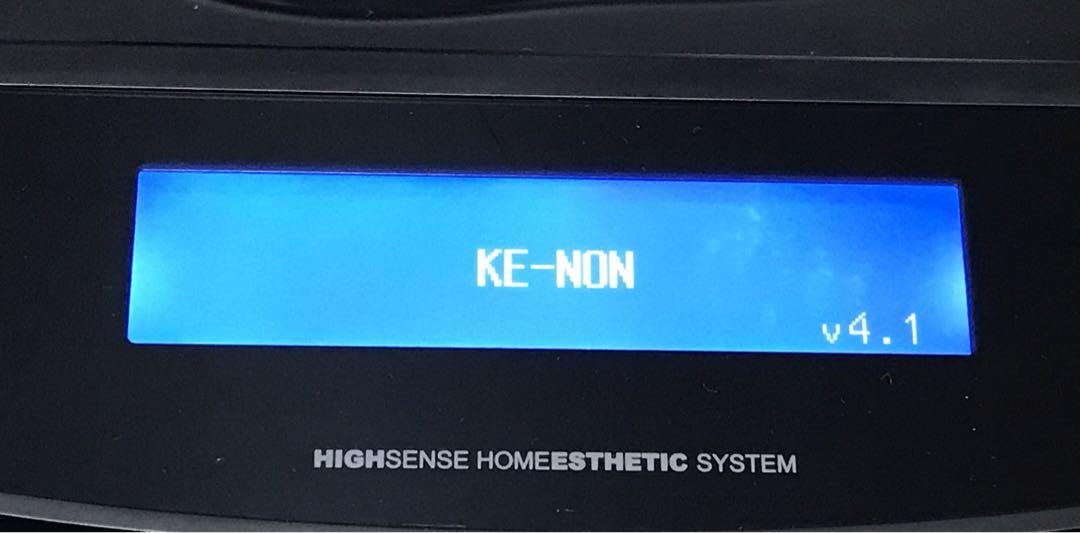 KE-NON
v4.1
HIGHSENSE HOMEESTHETIC SYSTEM